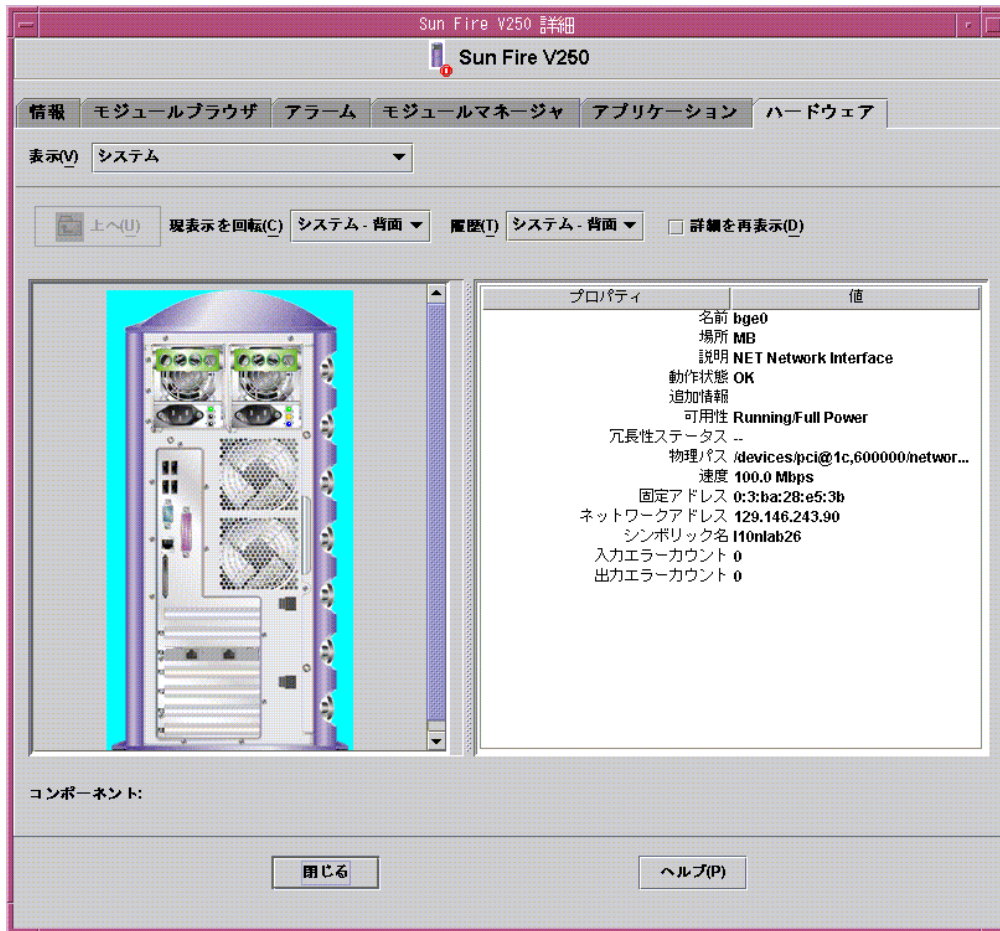 Sun Fire V250 詳細
Sun Fire V250
情報 モジュールブラウザ アラーム モジュールマネージャ アプリケーション ハードウェア
表示(V) システム
上へ(U) 現表示を回転(C) システム - 背面 履歴(T) システム - 背面 詳細を再表示(D)
プロパティ 値
名前 bge0
場所 MB
説明 NET Network Interface
動作状態 OK
追加情報
可用性 Running/Full Power
冗長性ステータス --
物理パス /devices/pci@1c,600000/networ...
速度 100.0 Mbps
固定アドレス 0:3:ba:28:e5:3b
ネットワークアドレス 129.146.243.90
シンボリック名 l10nlab26
入力エラーカウント 0
出力エラーカウント 0
コンポーネント:
閉じる ヘルプ(P)